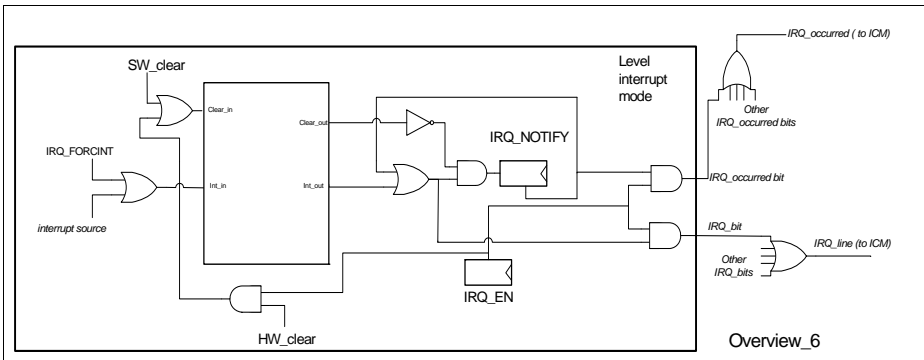 IRQ_occurred ( to ICM)
SW_clear
Level
interrupt
mode
Clear_in
Clear_out
Other
IRQ_occurred bits
IRQ_NOTIFY
IRQ_FORCINT
IRQ_occurred bit
Int_in
Int_out
interrupt source
IRQ_bit
IRQ_line (to ICM)
Other
IRQ_bits
IRQ_EN
HW_clear
Overview_6